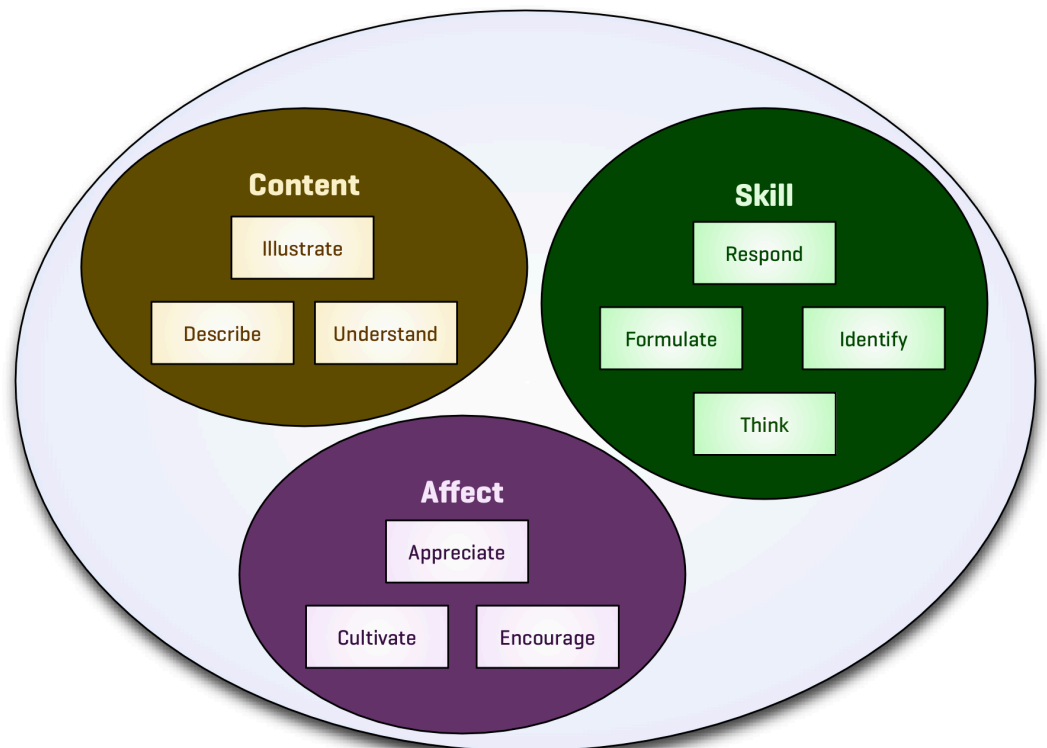 Content
Illustrate
Describe
Understand
Skill
Respond
Formulate
Identify
Think
Affect
Appreciate
Cultivate
Encourage